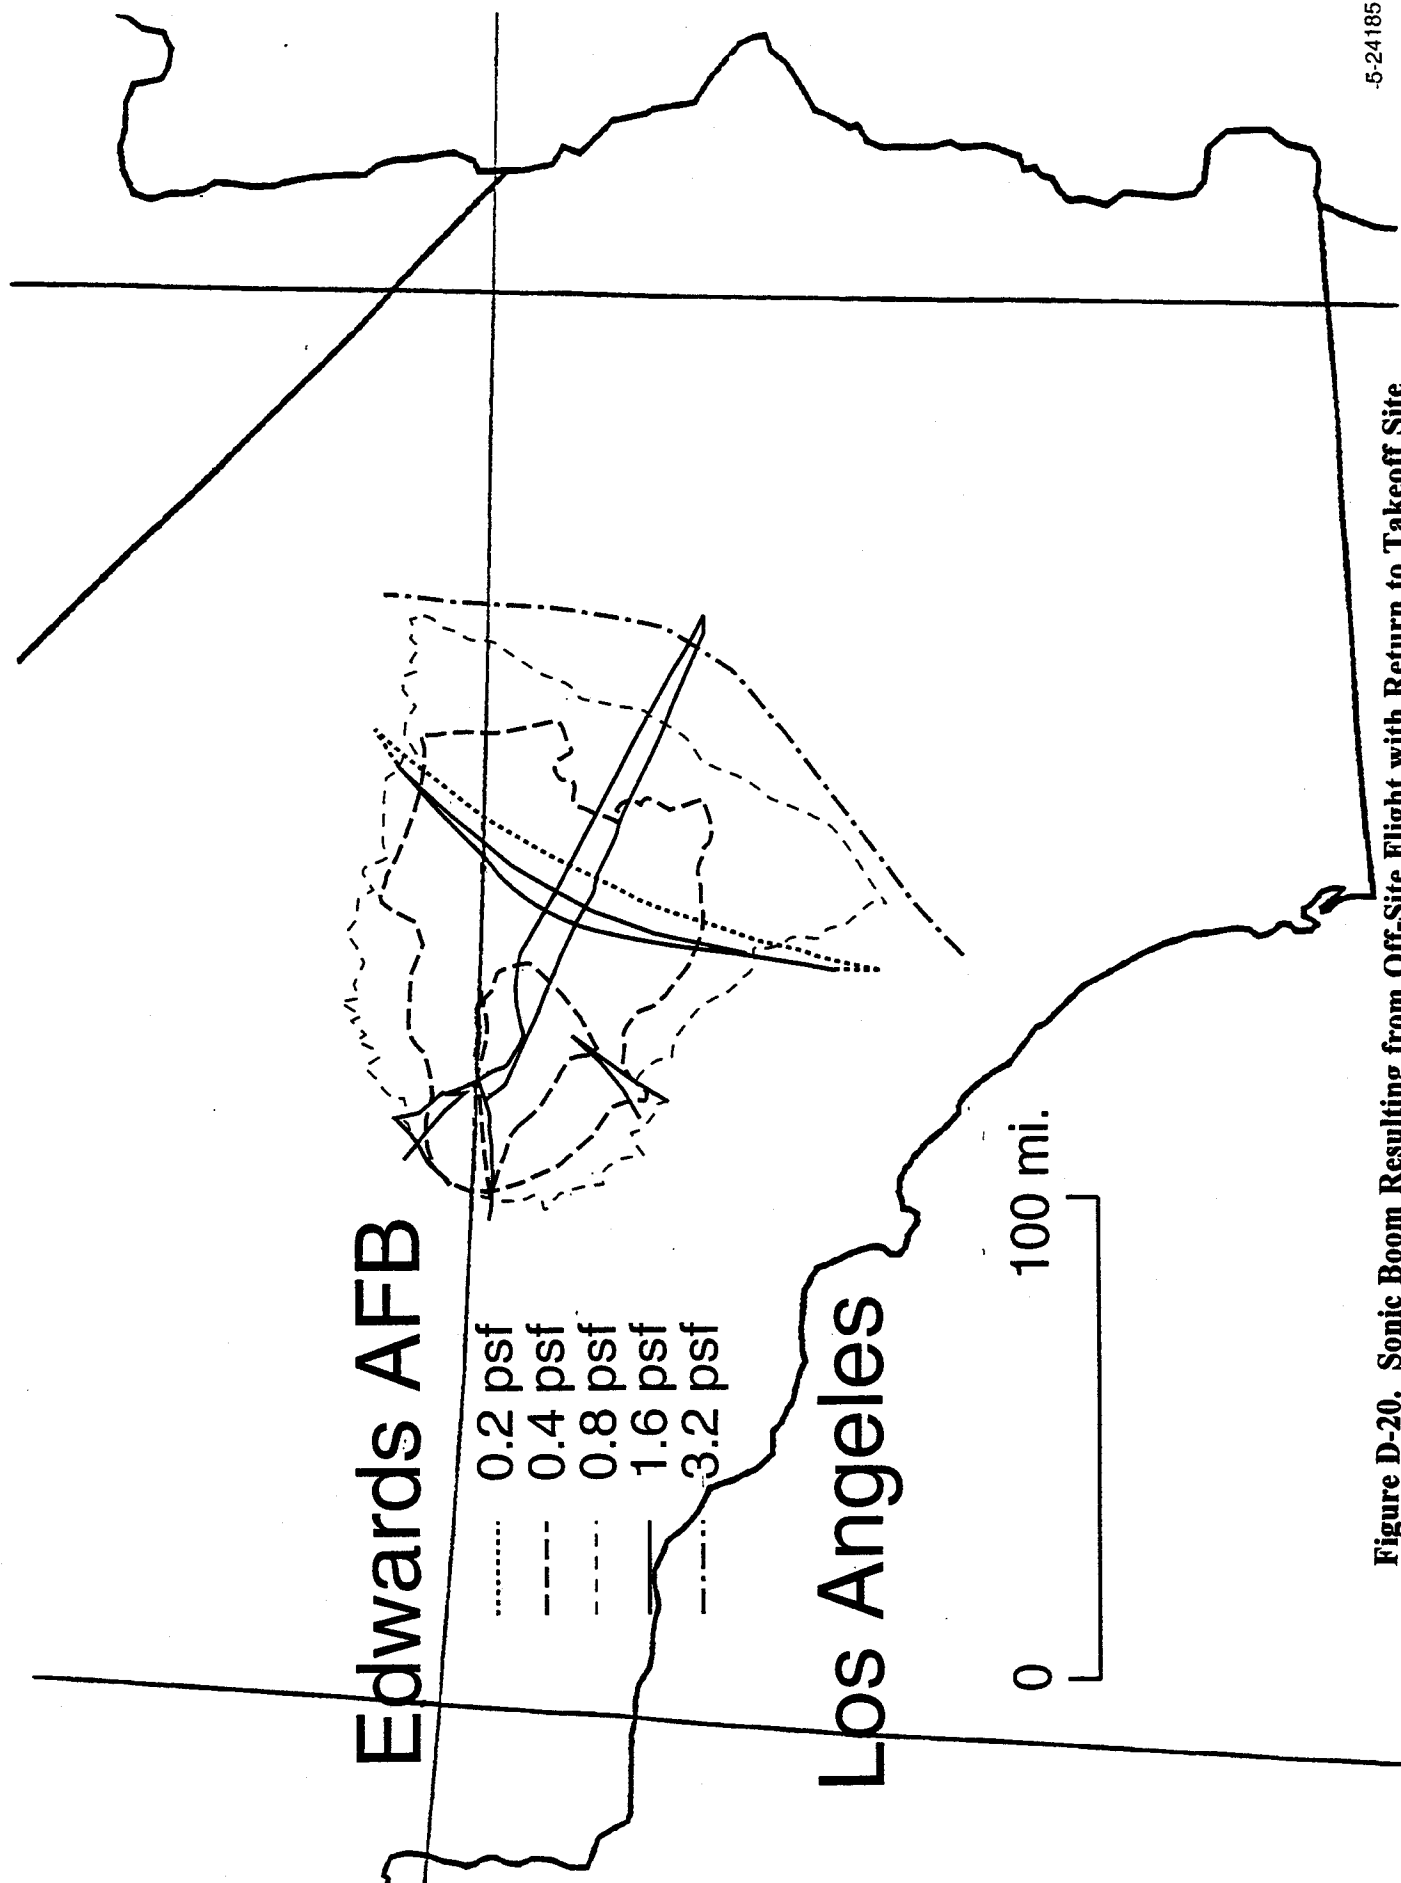 Edwards AFB
0.2 psf
0.4 psf
0.8 psf
1.6 psf
3.2 psf
Los Angeles
0
100 mi.
Figure D-20. Sonic Boom Resulting from Off-Site Flight with Return to Takeoff Site
-5-24185